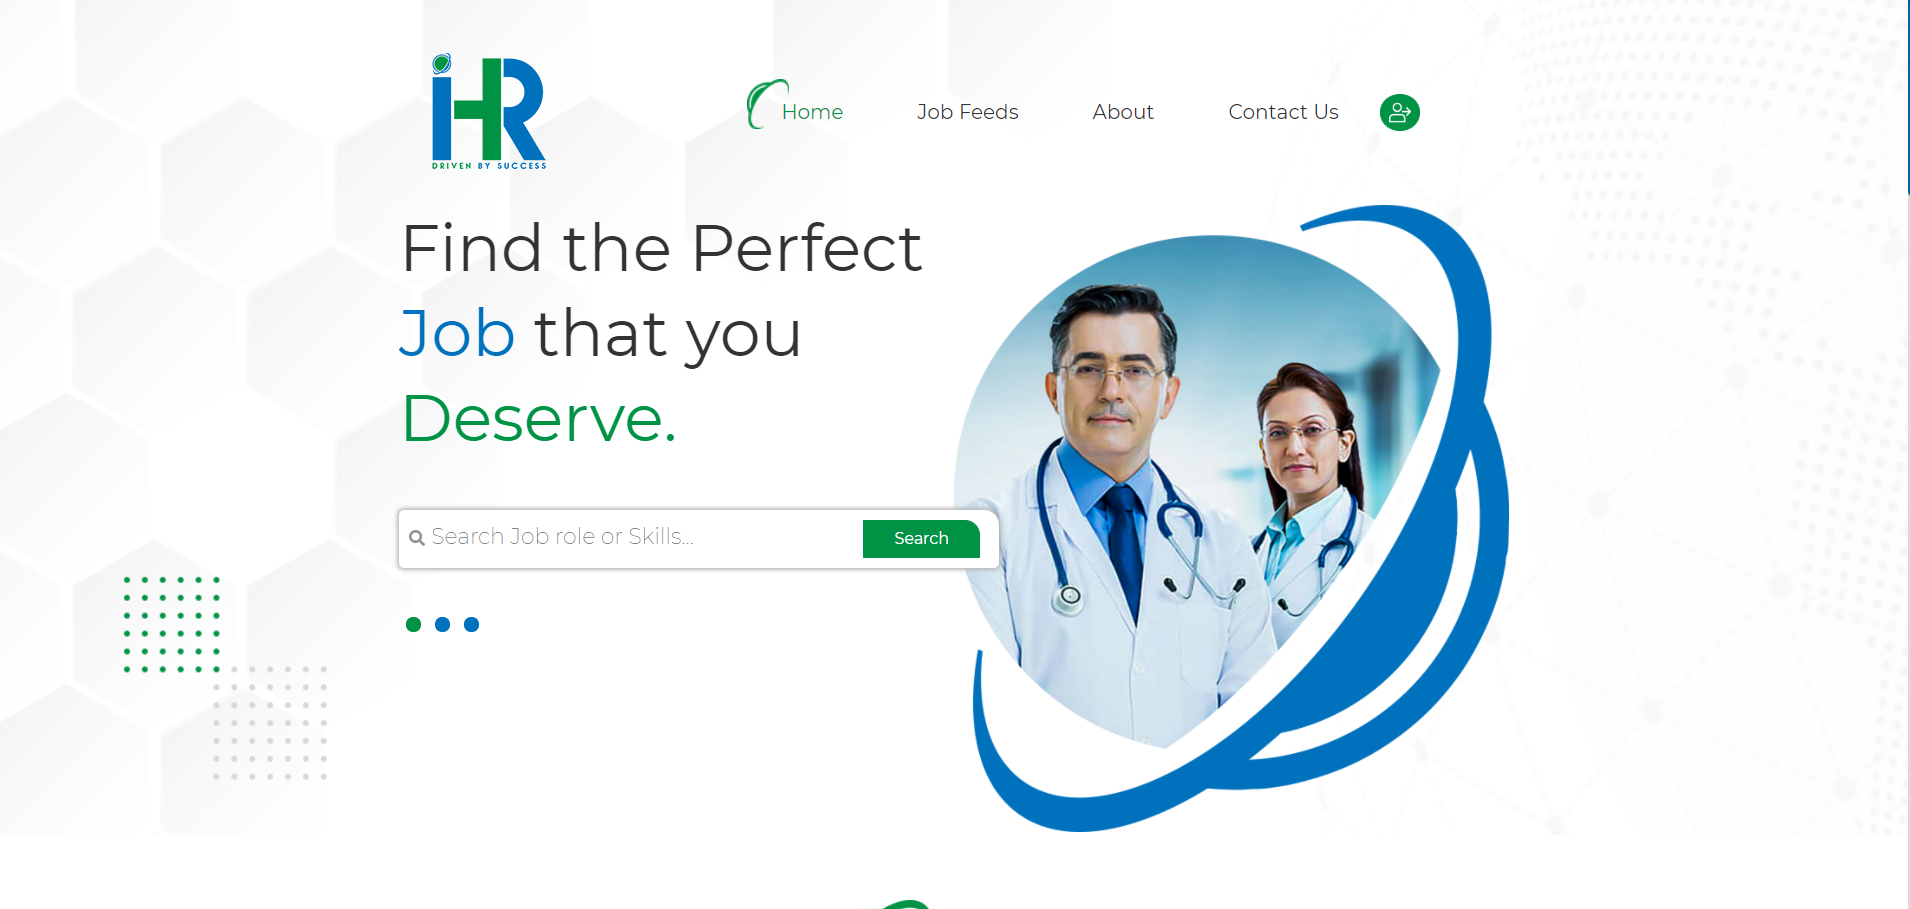 iHR
DRIVEN BY SUCCESS
Home
Job Feeds
About
Contact Us
Find the Perfect
Job that you
Deserve.
Search Job role or Skills...
Search